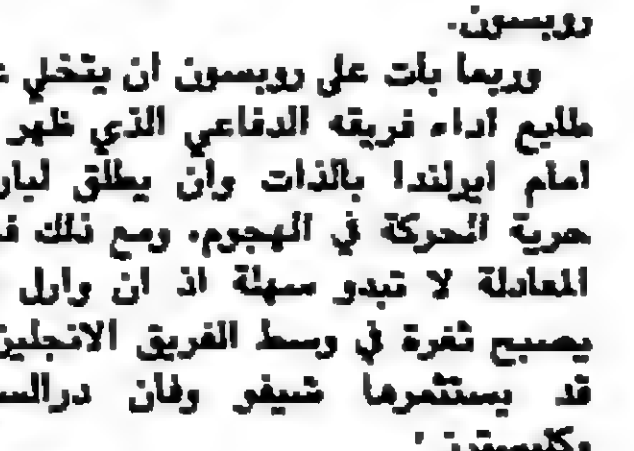 روبسون.
وربما بات على روبسون ان يتخلى
طابع اداء فريقه الدفاعي الذي ظهر
امام ايرلندا بالذات وان يطلق
حرية الحركة في الهجوم. ومع ذلك
المعادلة لا تبدو سهلة اذ ان وادل
يصبح ثغرة في وسط الفريق
قد يستثمرها شيفو وفان